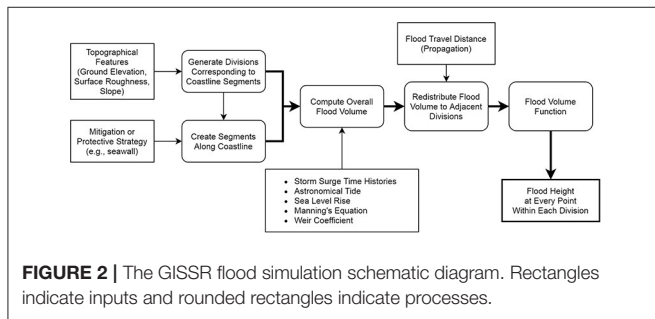 Topographical
Features
(Ground Elevation,
Surface Roughness,
Slope)
Generate Divisions
Corresponding to
Coastline Segments
Mitigation or
Protective Strategy
(e.g., seawall)
Create Segments
Along Coastline
Compute Overall
Flood Volume
• Storm Surge Time Histories
• Astronomical Tide
• Sea Level Rise
• Manning's Equation
• Weir Coefficient
Flood Travel Distance
(Propagation)
Redistribute Flood
Volume to Adjacent
Divisions
Flood Volume
Function
Flood Height
at Every Point
Within Each Division
FIGURE 2 | The GISSR flood simulation schematic diagram. Rectangles
indicate inputs and rounded rectangles indicate processes.